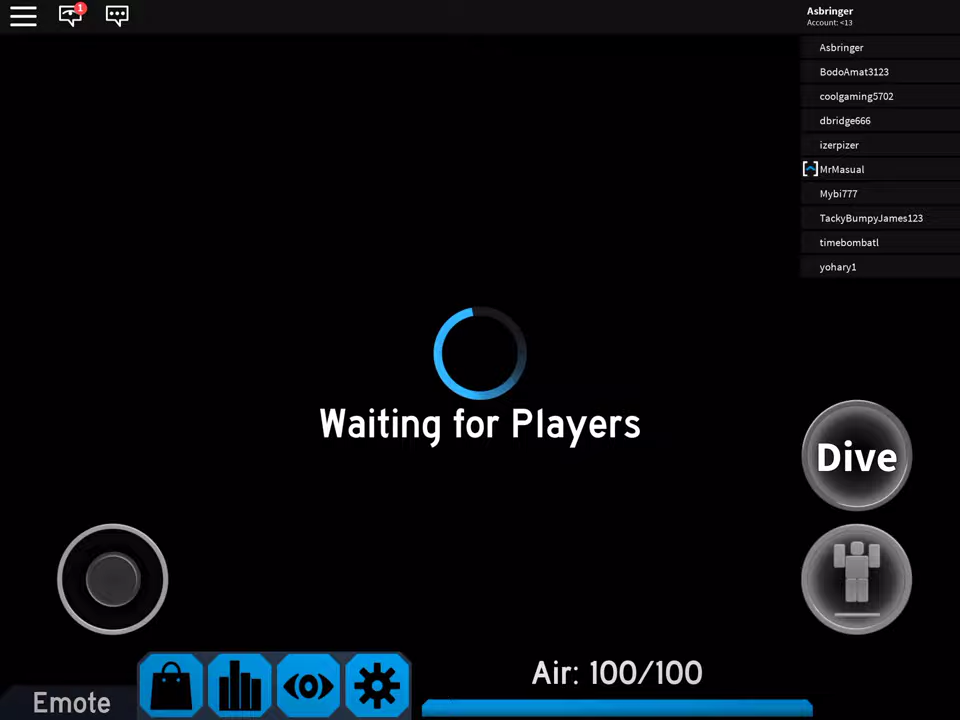 1
Asbringer
Account: <13
Asbringer
BodoAmat3123
coolgaming5702
dbridge666
izerpizer
MrMasual
Mybi777
TackyBumpyJames123
timebombatl
yohary1
Waiting for Players
Dive
Air: 100/100
Emote